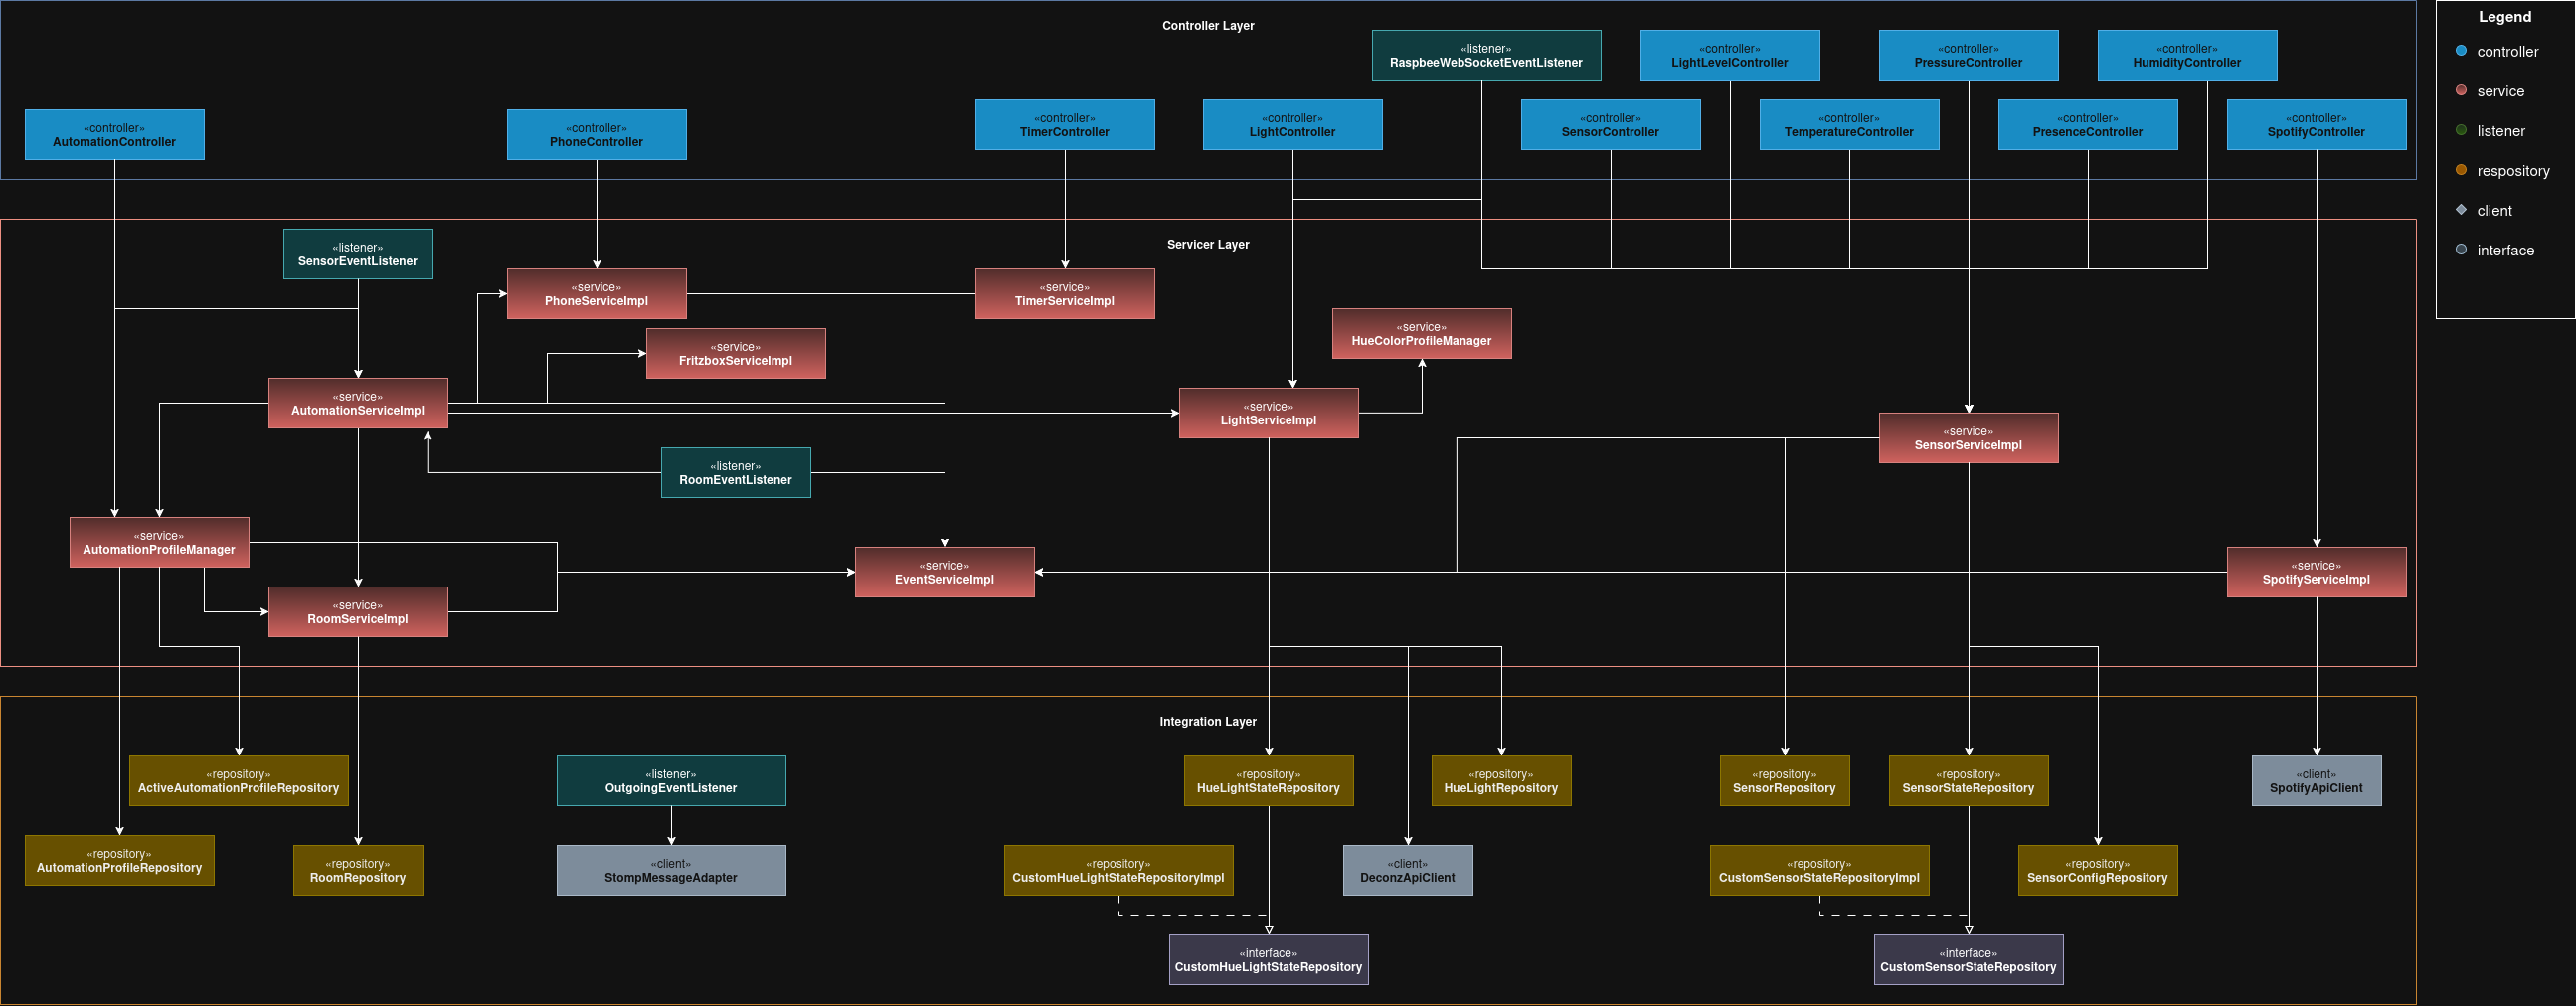 Controller Layer
«listener»
RaspbeeWebSocketEventListener
«controller»
LightLevelController
«controller»
PressureController
«controller»
HumidityController
«controller»
AutomationController
«controller»
PhoneController
«controller»
TimerController
«controller»
LightController
«controller»
SensorController
«controller»
TemperatureController
«controller»
PresenceController
«controller»
SpotifyController
Servicer Layer
«listener»
SensorEventListener
«service»
PhoneServiceImpl
«service»
TimerServiceImpl
«service»
HueColorProfileManager
«service»
FritzboxServiceImpl
«service»
AutomationServiceImpl
«service»
LightServiceImpl
«service»
SensorServiceImpl
«listener»
RoomEventListener
«service»
AutomationProfileManager
«service»
EventServiceImpl
«service»
SpotifyServiceImpl
«service»
RoomServiceImpl
Integration Layer
«repository»
ActiveAutomationProfileRepository
«listener»
OutgoingEventListener
«repository»
HueLightStateRepository
«repository»
HueLightRepository
«repository»
SensorRepository
«repository»
SensorStateRepository
«client»
SpotifyApiClient
«repository»
AutomationProfileRepository
«repository»
RoomRepository
«client»
StompMessageAdapter
«repository»
CustomHueLightStateRepositoryImpl
«client»
DeconzApiClient
«repository»
CustomSensorStateRepositoryImpl
«repository»
SensorConfigRepository
«interface»
CustomHueLightStateRepository
«interface»
CustomSensorStateRepository
Legend
controller
service
listener
respository
client
interface